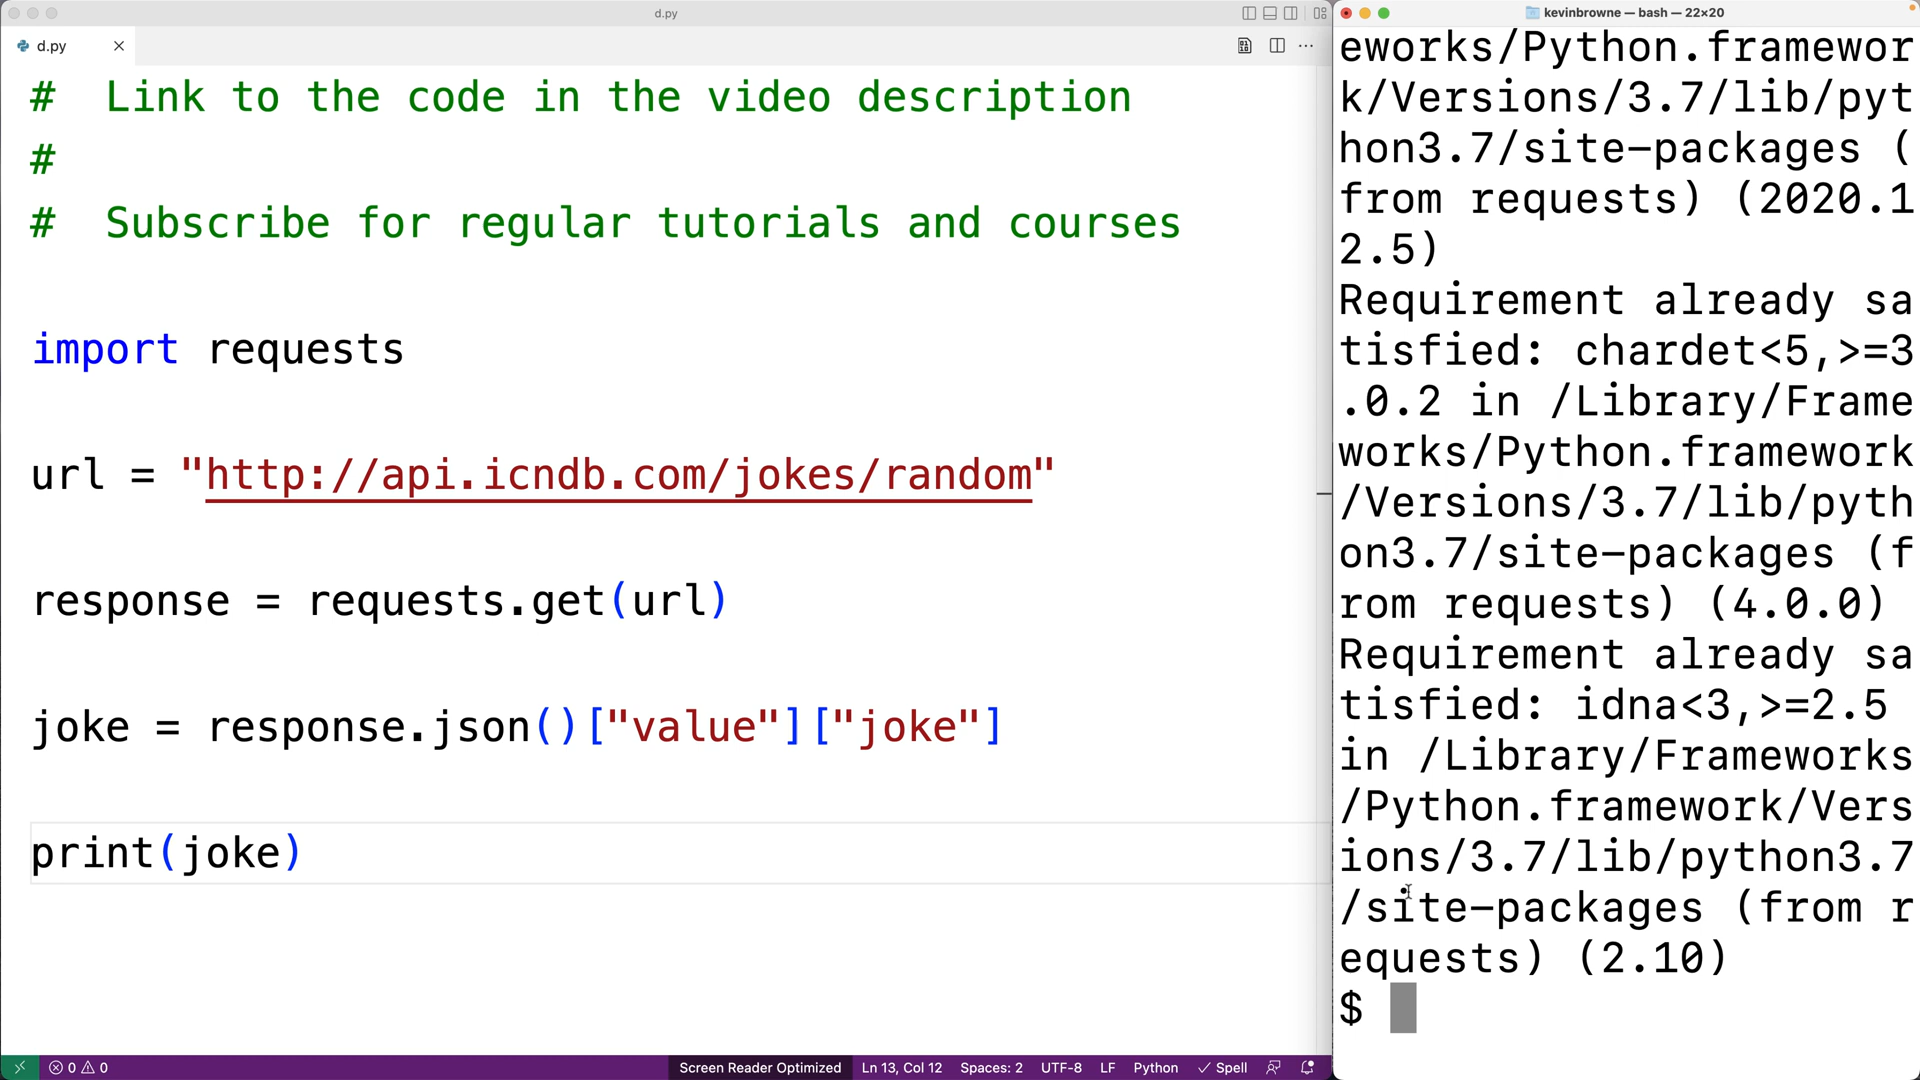 d.py
d.py
# Link to the code in the video description
#
# Subscribe for regular tutorials and courses
import requests
url = "http://api.icndb.com/jokes/random"
response = requests.get(url)
joke = response.json()["value"]["joke"]
print(joke)
0 0
Screen Reader Optimized Ln 13, Col 12 Spaces: 2 UTF-8 LF Python Spell
kevinbrowne — bash — 22×20
eworks/Python.framewor
k/Versions/3.7/lib/pyt
hon3.7/site-packages (
from requests) (2020.1
2.5)
Requirement already sa
tisfied: chardet<5,>=3
.0.2 in /Library/Frame
works/Python.framework
/Versions/3.7/lib/pyth
on3.7/site-packages (f
rom requests) (4.0.0)
Requirement already sa
tisfied: idna<3,>=2.5
in /Library/Frameworks
/Python.framework/Vers
ions/3.7/lib/python3.7
/site-packages (from r
equests) (2.10)
$